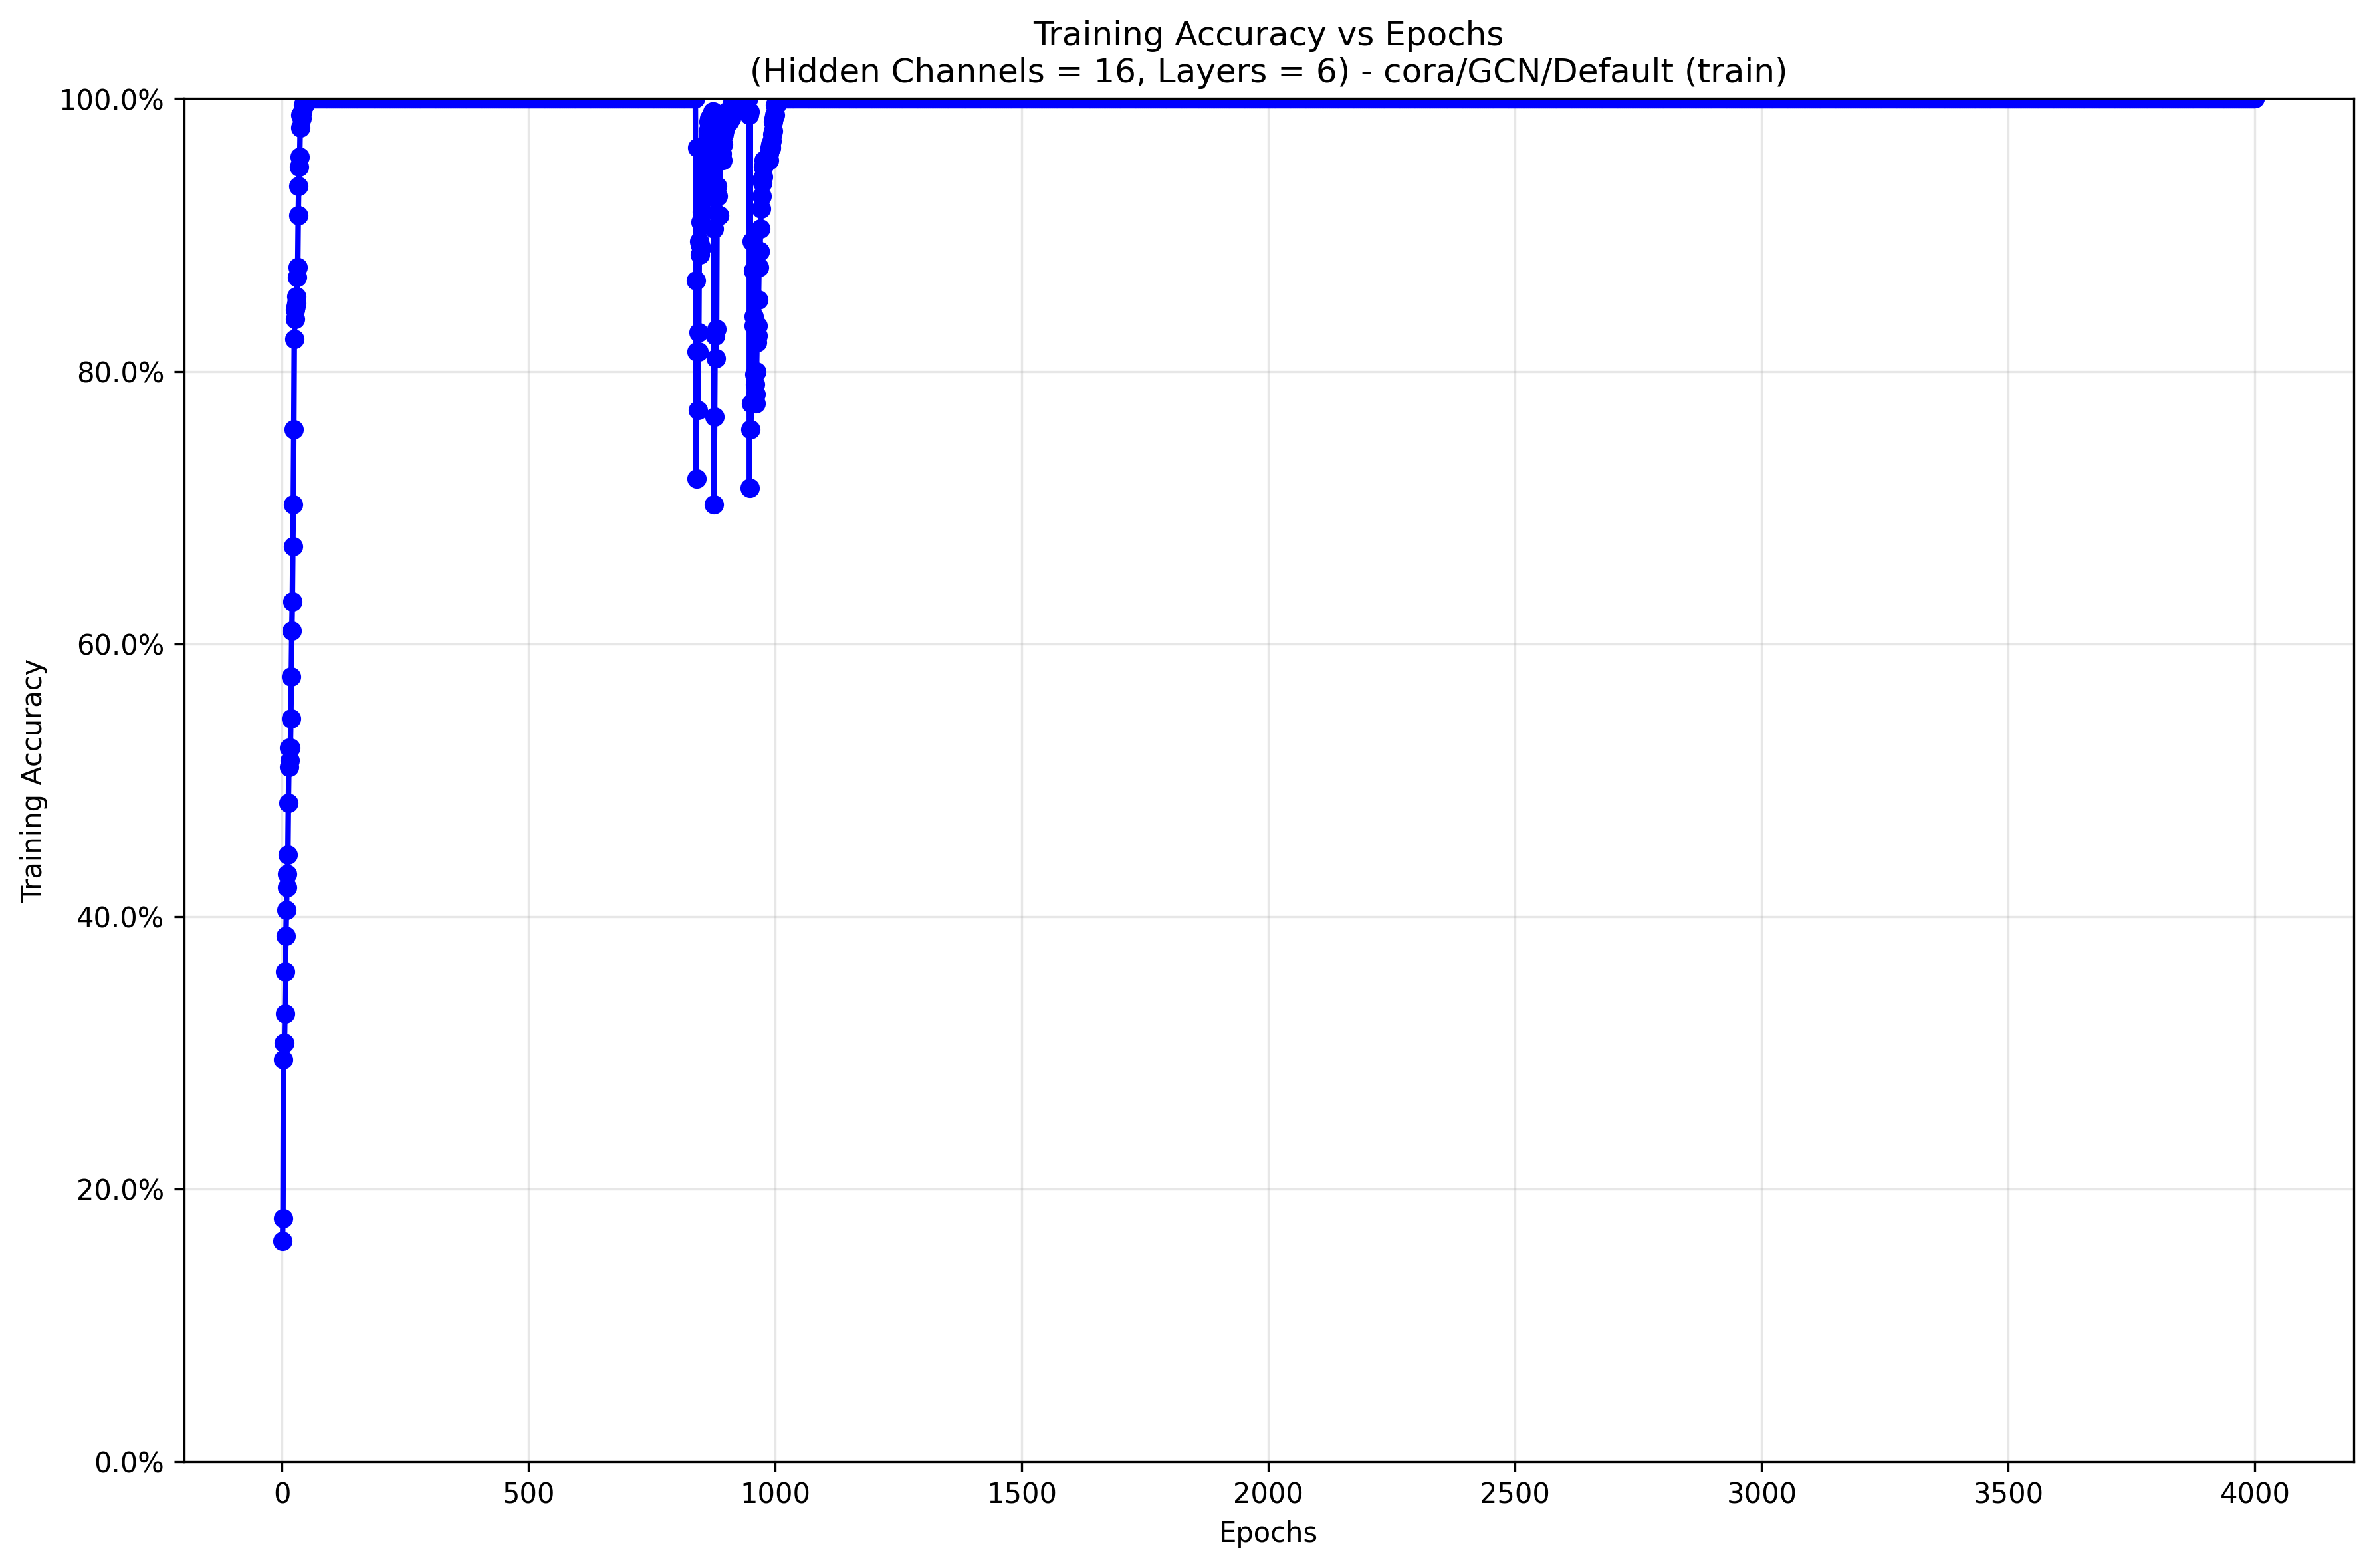 Training Accuracy vs Epochs
(Hidden Channels = 16, Layers = 6) - cora/GCN/Default (train)
Training Accuracy
100.0%
80.0%
60.0%
40.0%
20.0%
0.0%
0 500 1000 1500 2000 2500 3000 3500 4000
Epochs